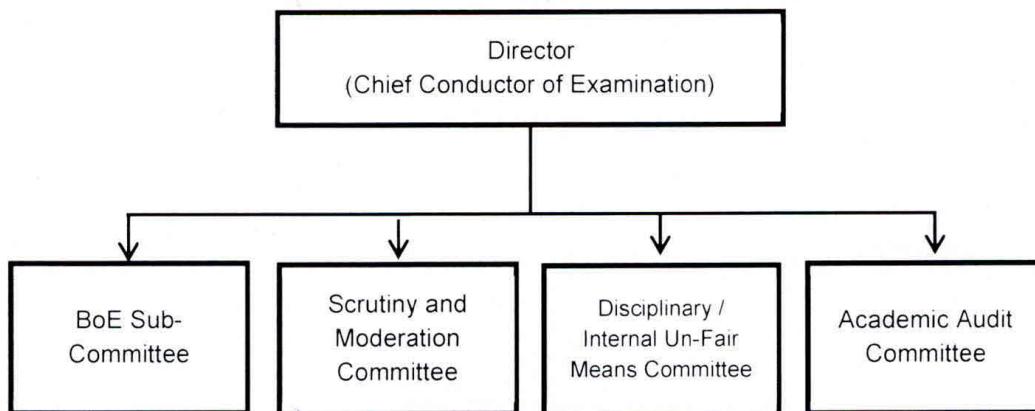 Director
(Chief Conductor of Examination)
BoE Sub-
Committee
Scrutiny and
Moderation
Committee
Disciplinary /
Internal Un-Fair
Means Committee
Academic Audit
Committee